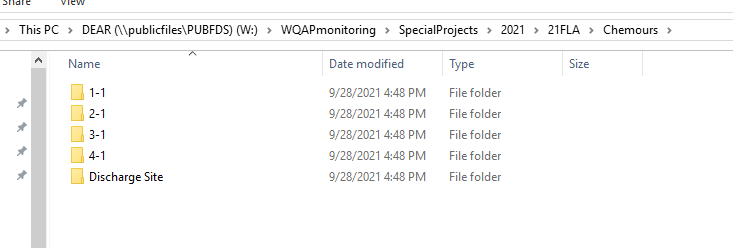 Share View
> This PC > DEAR (\\publicfiles\PUBFDS) (W:) > WQAPmonitoring > SpecialProjects > 2021 > 21FLA > Chemours >
Name Date modified Type Size
1-1 9/28/2021 4:48 PM File folder
2-1 9/28/2021 4:48 PM File folder
3-1 9/28/2021 4:48 PM File folder
4-1 9/28/2021 4:48 PM File folder
Discharge Site 9/28/2021 4:48 PM File folder